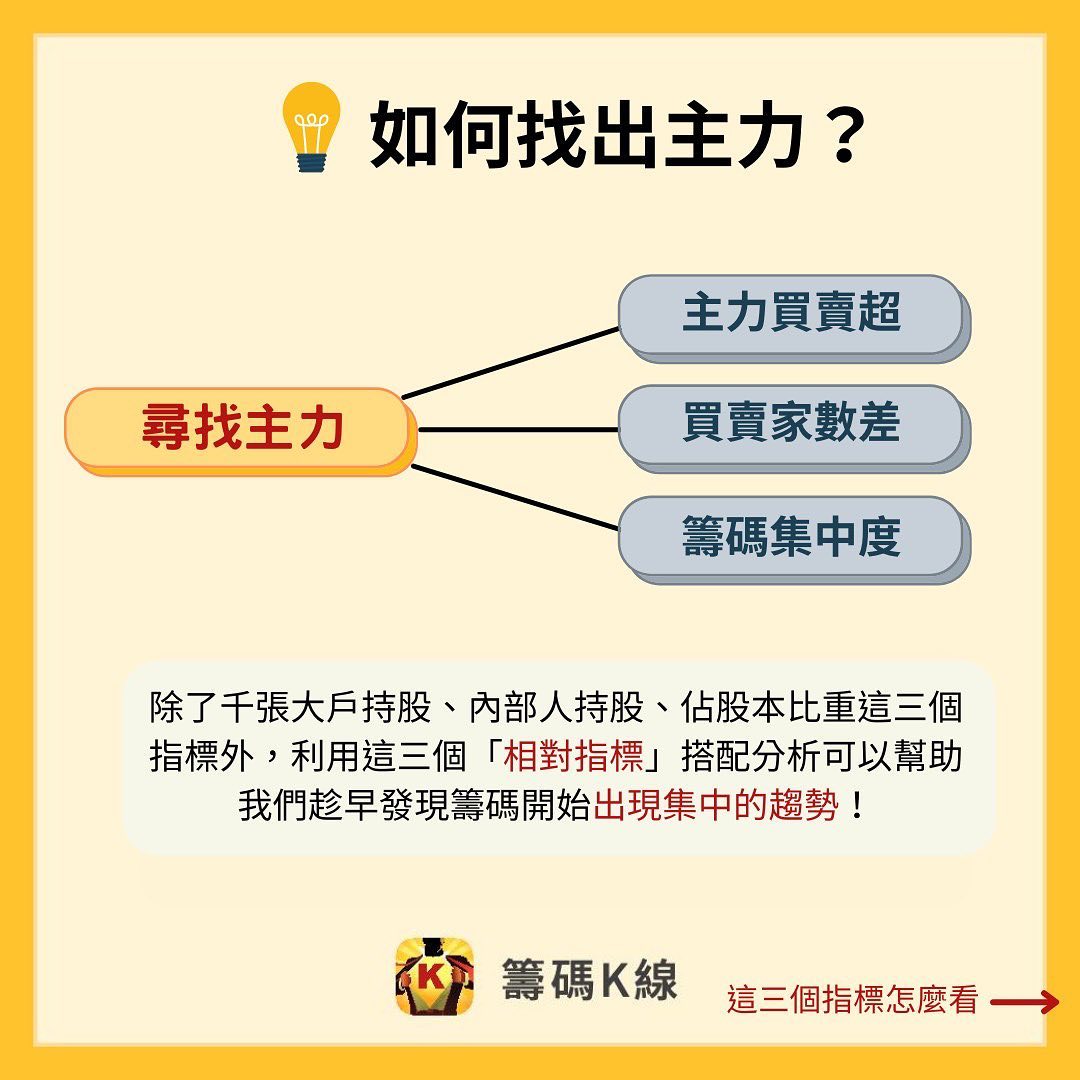 如何找出主力？
主力買賣超
尋找主力
買賣家數差
籌碼集中度
除了千張大戶持股、內部人持股、佔股本比重這三個
指標外，利用這三個「相對指標」搭配分析可以幫助
我們趁早發現籌碼開始出現集中的趨勢！
K
籌碼K線
這三個指標怎麼看